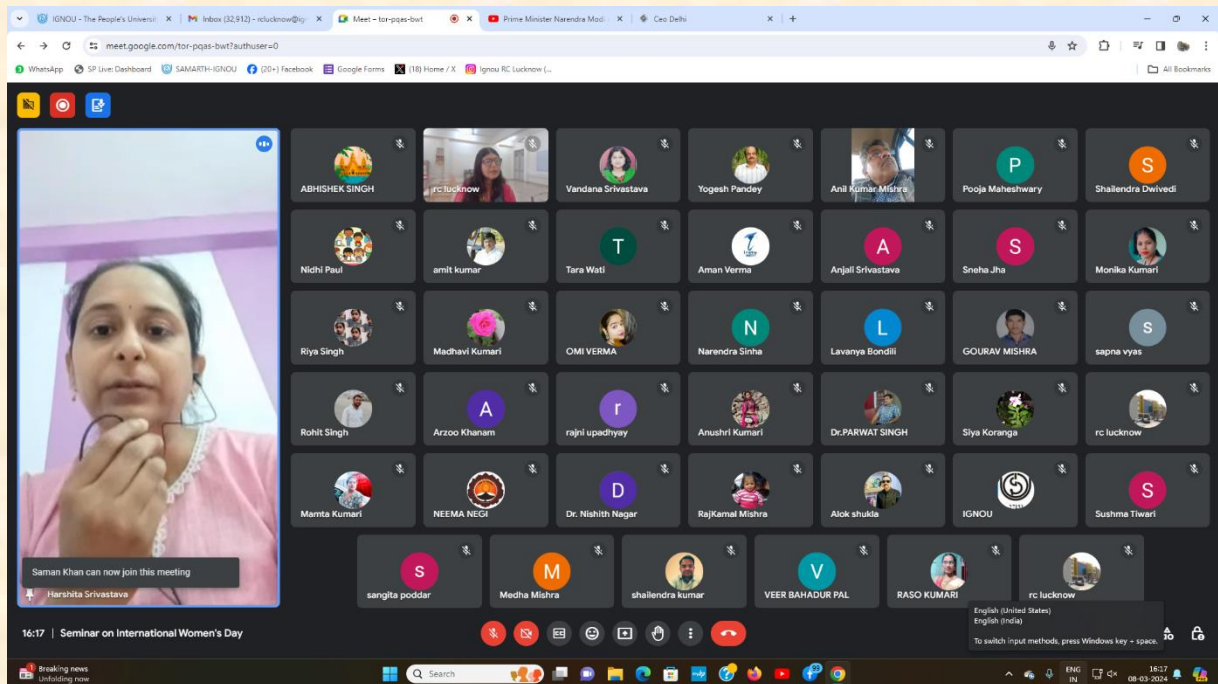 IGNOU - The People's Universit
Inbox (32,912) - rclucknow@ig
Meet – tor-pqas-bwt
Prime Minister Narendra Modi
Ceo Delhi
meet.google.com/tor-pqas-bwt?authuser=0
WhatsApp SP Live: Dashboard SAMARTH-IGNOU (20+) Facebook Google Forms (18) Home / X Ignou RC Lucknow (... All Bookmarks
ABHISHEK SINGH
rc lucknow
Vandana Srivastava
Yogesh Pandey
Anil Kumar Mishra
P
Pooja Maheshwary
S
Shailendra Dwivedi
Nidhi Paul
amit kumar
T
Tara Wati
Aman Verma
A
Anjali Srivastava
S
Sneha Jha
Monika Kumari
Riya Singh
Madhavi Kumari
OMI VERMA
N
Narendra Sinha
L
Lavanya Bondili
GOURAV MISHRA
s
sapna vyas
Rohit Singh
A
Arzoo Khanam
r
rajni upadhyay
Anushri Kumari
Dr.PARWAT SINGH
Siya Koranga
rc lucknow
Mamta Kumari
NEEMA NEGI
D
Dr. Nishith Nagar
RajKamal Mishra
Alok shukla
IGNOU
S
Sushma Tiwari
Saman Khan can now join this meeting
Harshita Srivastava
s
sangita poddar
M
Medha Mishra
shailendra kumar
V
VEER BAHADUR PAL
RASO KUMARI
rc lucknow
English (United States)
English (India)
To switch input methods, press Windows key + space.
16:17 | Seminar on International Women's Day
1
Breaking news
Unfolding now
Search
99
ENG
IN
16:17
08-03-2024